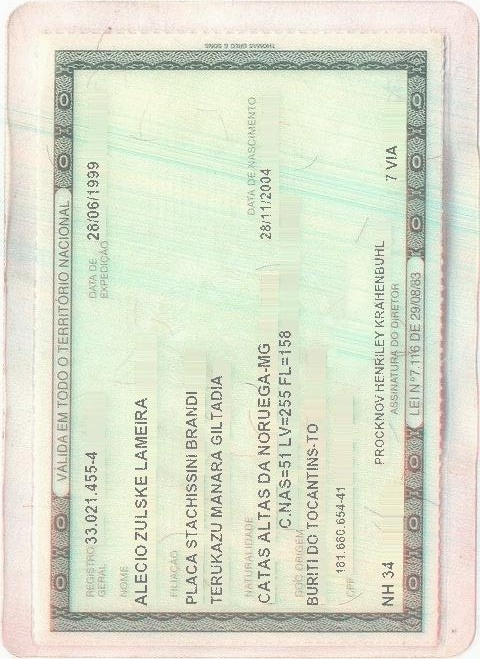 THOMAS GREG & SONS
VÁLIDA EM TODO O TERRITÓRIO NACIONAL
REGISTRO GERAL 33.021.455-4 DATA DE EXPEDIÇÃO 28/06/1999
NOME
ALECIO ZULSKE LAMEIRA
FILIAÇÃO
PLACA STACHISSINI BRANDI
TERUKAZU MANARA GILTADIA
NATURALIDADE DATA DE NASCIMENTO
CATAS ALTAS DA NORUEGA-MG 28/11/2004
C.NAS=51 LV=255 FL=158
DOC ORIGEM
BURITI DO TOCANTINS-TO
181.660.654-41
CPF
PROCKNOV HENRILEY KRAHENBUHL
NH 34 ASSINATURA DO DIRETOR 7 VIA
LEI Nº 7.116 DE 29/08/83